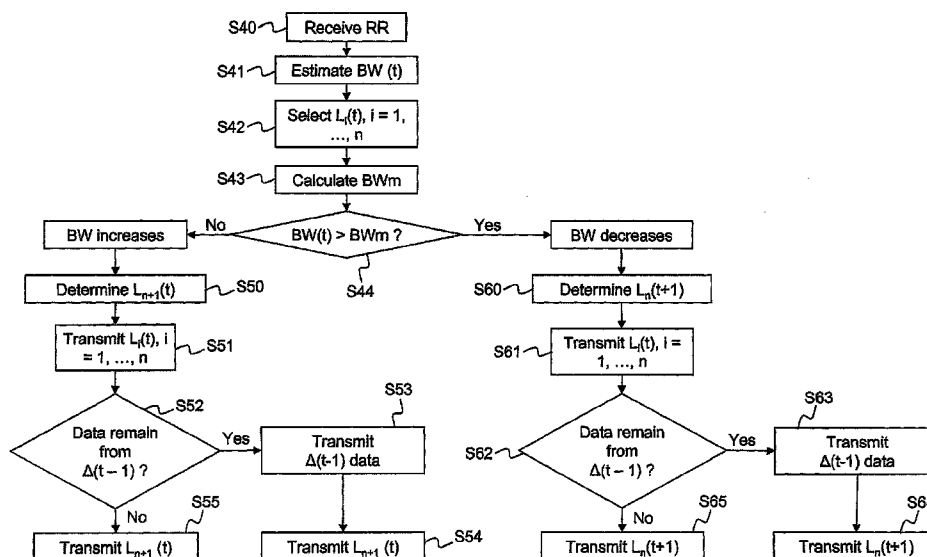 S40
Receive RR
S41
Estimate BW (t)
S42
Select Li(t), i = 1,
..., n
S43
Calculate BWm
No
BW(t) > BWm ?
Yes
S44
BW increases
BW decreases
Determine Ln+1(t)
S50
S60
Determine Ln(t+1)
Transmit Li(t), i
= 1, ..., n
S51
S61
Transmit Li(t), i =
1, ..., n
S52
Data remain
from
Δ(t – 1) ?
Yes
S53
Transmit
Δ(t-1) data
S62
Data remain
from
Δ(t – 1) ?
Yes
S63
Transmit
Δ(t-1) data
No
S55
Transmit Ln+1 (t)
Transmit Ln+1 (t)
S54
No
S65
Transmit Ln(t+1)
S6
Transmit Ln(t+1)